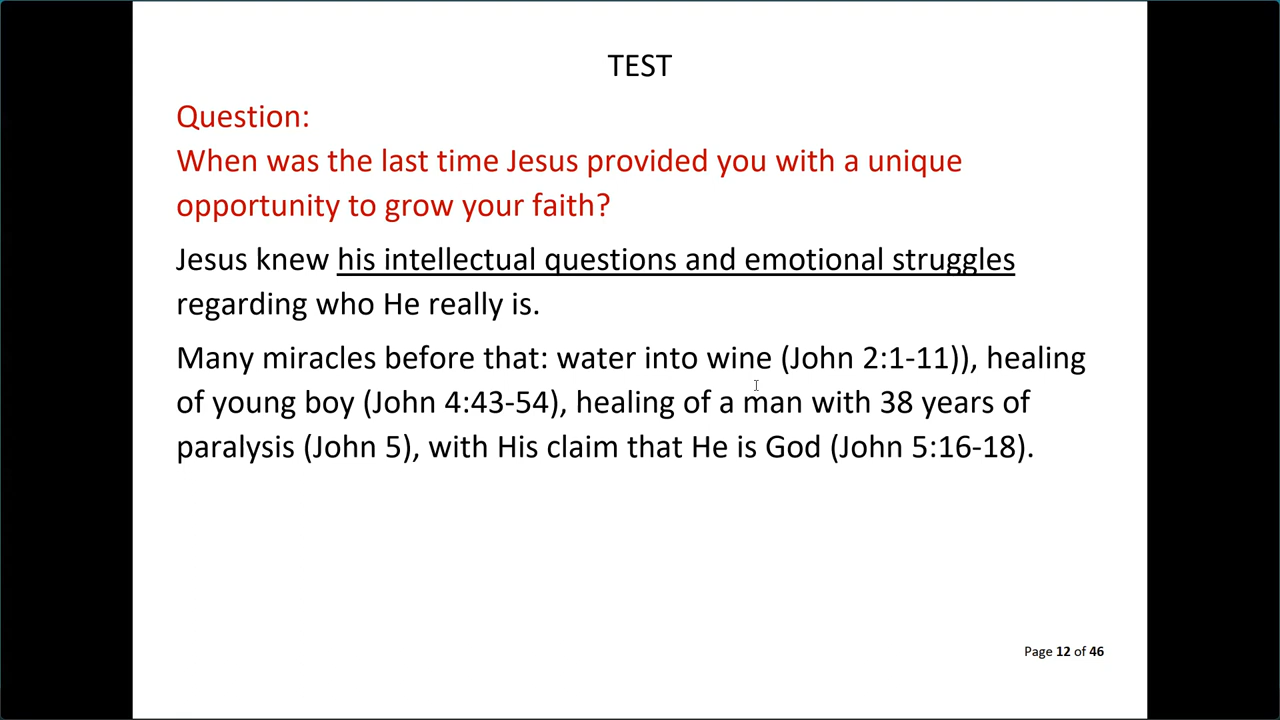 TEST
Question:
When was the last time Jesus provided you with a unique
opportunity to grow your faith?
Jesus knew his intellectual questions and emotional struggles
regarding who He really is.
Many miracles before that: water into wine (John 2:1-11)), healing
of young boy (John 4:43-54), healing of a man with 38 years of
paralysis (John 5), with His claim that He is God (John 5:16-18).
Page 12 of 46